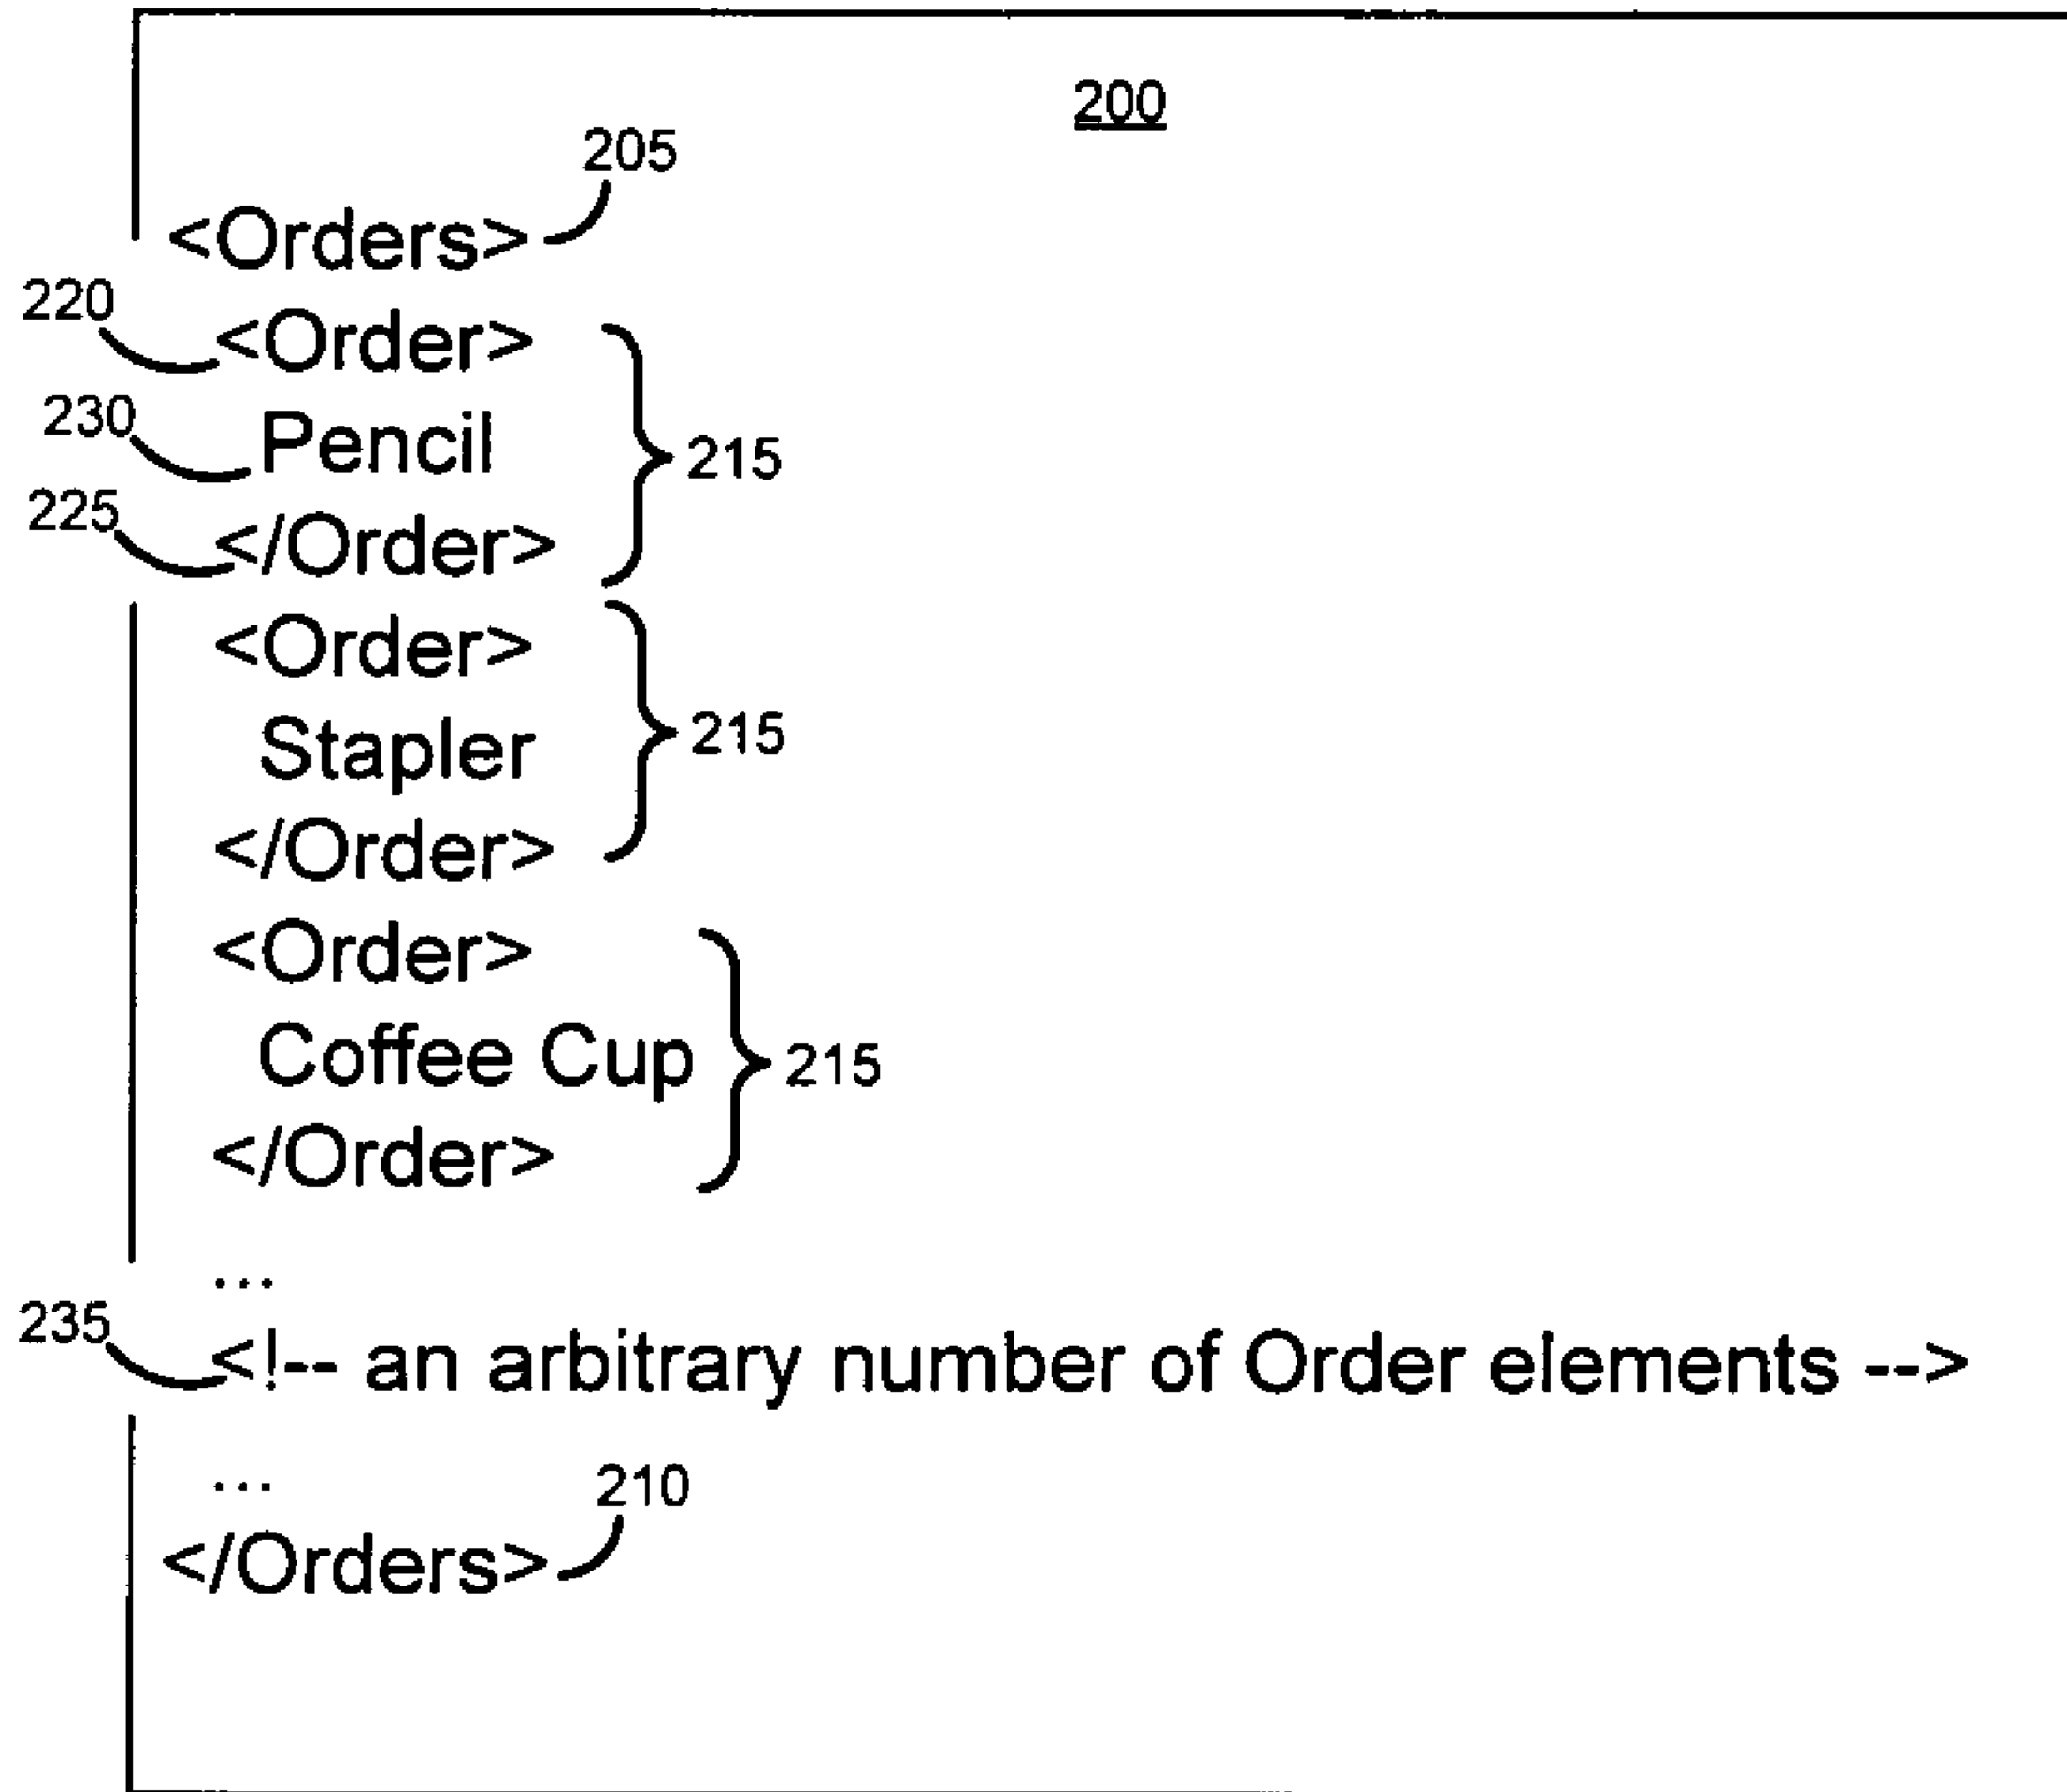 200
205
<Orders>
220
<Order>
230
Pencil
215
225
</Order>
<Order>
Stapler
215
</Order>
<Order>
Coffee Cup
215
</Order>
...
235
<!-- an arbitrary number of Order elements -->
...
210
</Orders>